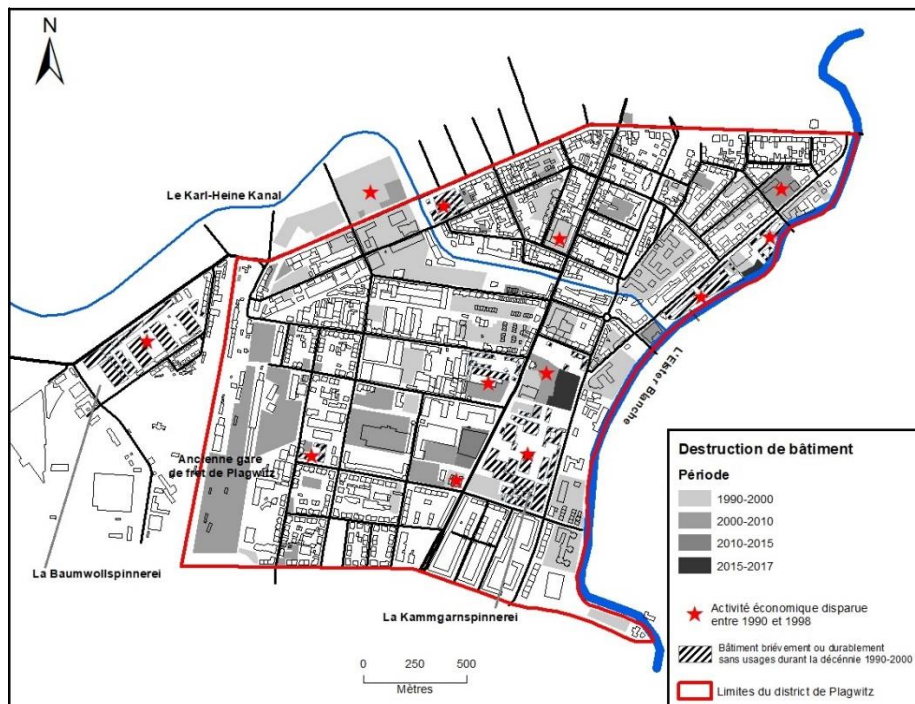 N
Le Karl-Heine Kanal
L'Elster Blanche
Ancienne gare
de fret de Plagwitz
La Baumwollspinnerei
La Kammgarnspinnerei
0 250 500
Mètres
Destruction de bâtiment
Période
1990-2000
2000-2010
2010-2015
2015-2017
Activité économique disparue
entre 1990 et 1998
Bâtiment briévement ou durablement
sans usages durant la décénnie 1990-2000
Limites du district de Plagwitz